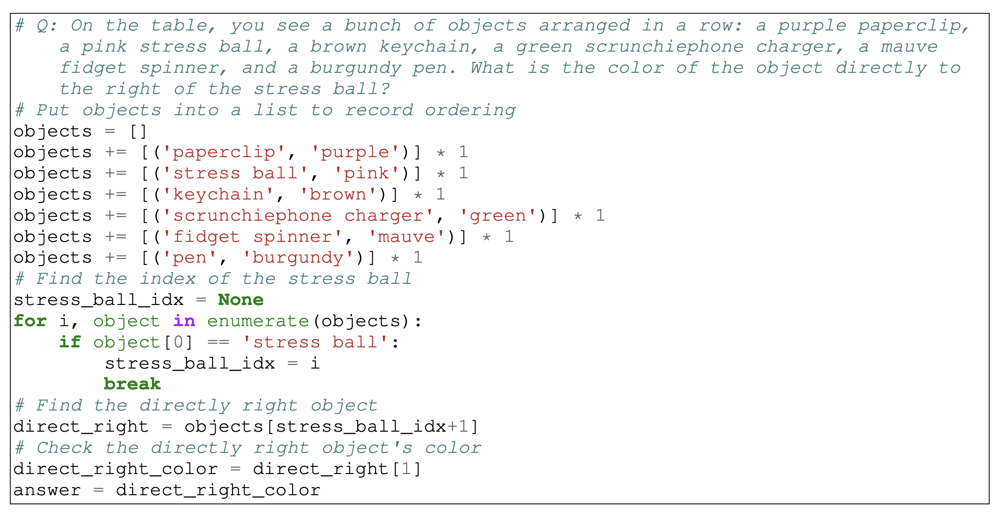 # Q: On the table, you see a bunch of objects arranged in a row: a purple paperclip,
    a pink stress ball, a brown keychain, a green scrunchiephone charger, a mauve
    fidget spinner, and a burgundy pen. What is the color of the object directly to
    the right of the stress ball?
# Put objects into a list to record ordering
objects = []
objects += [('paperclip', 'purple')] * 1
objects += [('stress ball', 'pink')] * 1
objects += [('keychain', 'brown')] * 1
objects += [('scrunchiephone charger', 'green')] * 1
objects += [('fidget spinner', 'mauve')] * 1
objects += [('pen', 'burgundy')] * 1
# Find the index of the stress ball
stress_ball_idx = None
for i, object in enumerate(objects):
    if object[0] == 'stress ball':
        stress_ball_idx = i
        break
# Find the directly right object
direct_right = objects[stress_ball_idx+1]
# Check the directly right object's color
direct_right_color = direct_right[1]
answer = direct_right_color